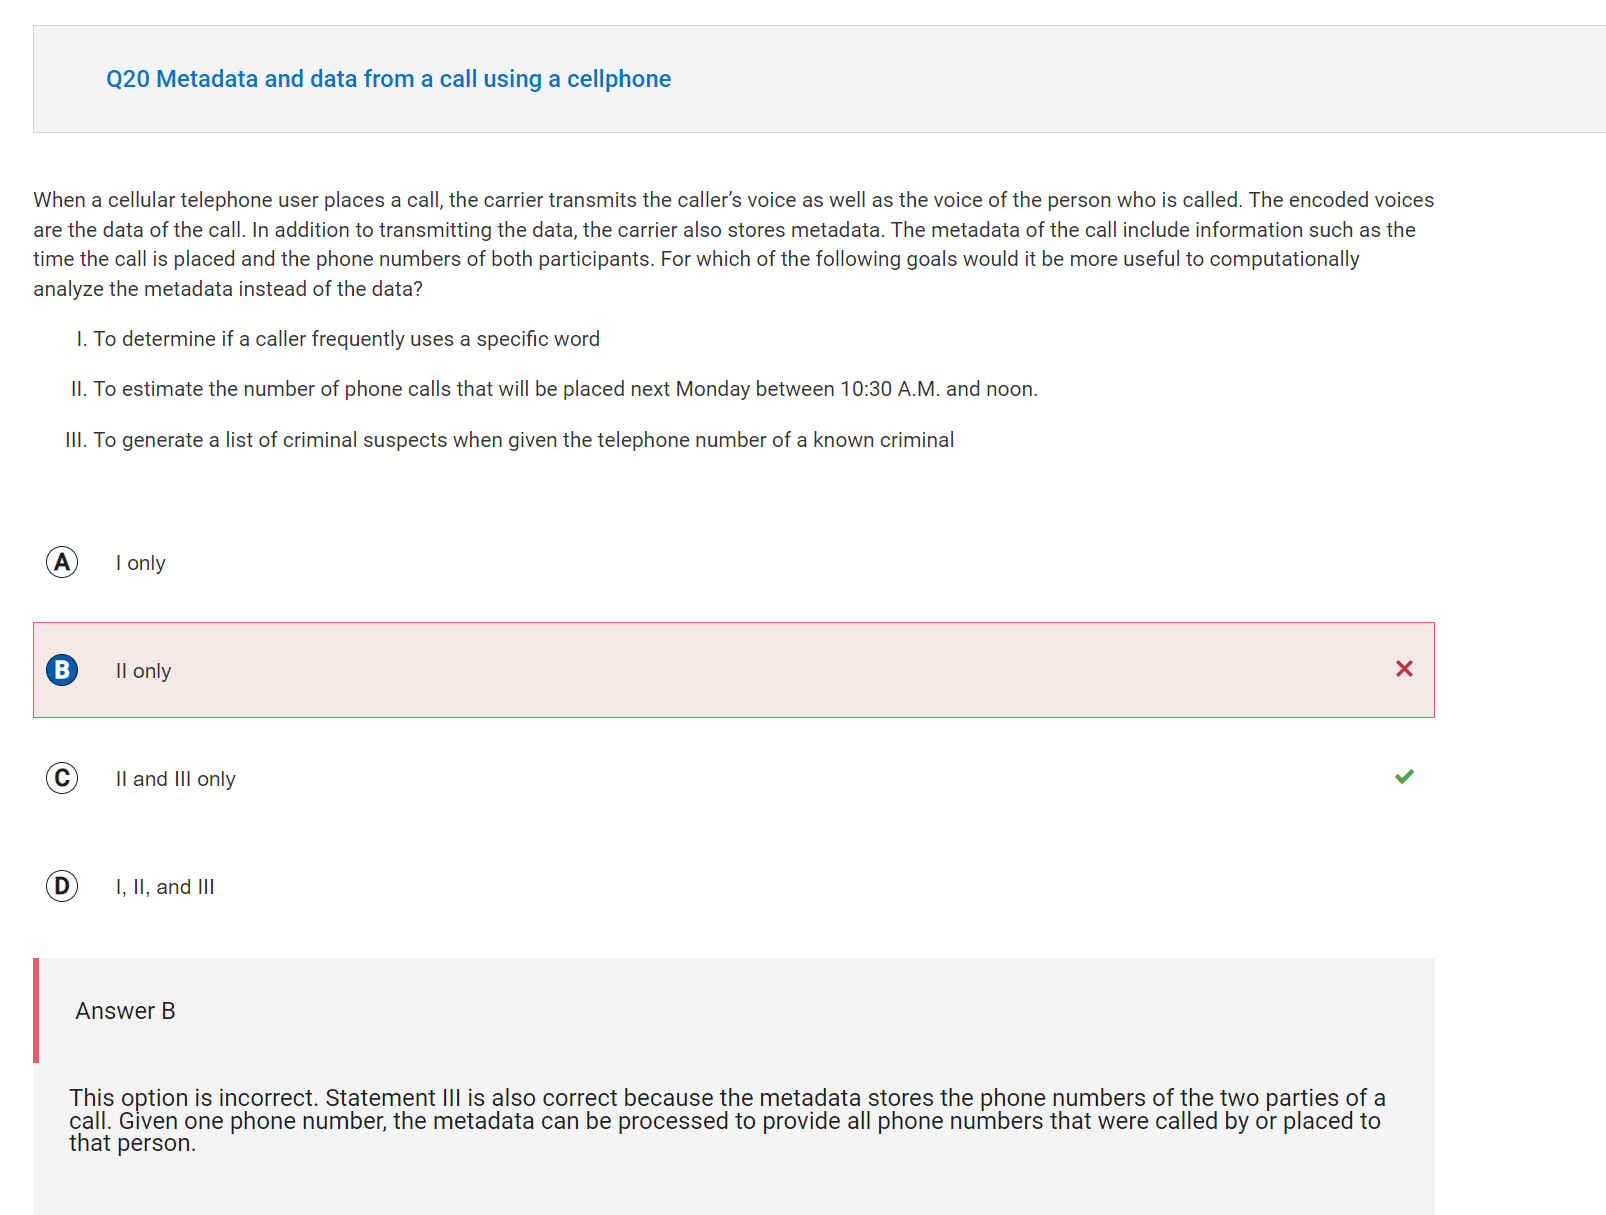 Q20 Metadata and data from a call using a cellphone
When a cellular telephone user places a call, the carrier transmits the caller’s voice as well as the voice of the person who is called. The encoded voices
are the data of the call. In addition to transmitting the data, the carrier also stores metadata. The metadata of the call include information such as the
time the call is placed and the phone numbers of both participants. For which of the following goals would it be more useful to computationally
analyze the metadata instead of the data?
I. To determine if a caller frequently uses a specific word
II. To estimate the number of phone calls that will be placed next Monday between 10:30 A.M. and noon.
III. To generate a list of criminal suspects when given the telephone number of a known criminal
A I only
B II only
C II and III only
D I, II, and III
Answer B
This option is incorrect. Statement III is also correct because the metadata stores the phone numbers of the two parties of a
call. Given one phone number, the metadata can be processed to provide all phone numbers that were called by or placed to
that person.